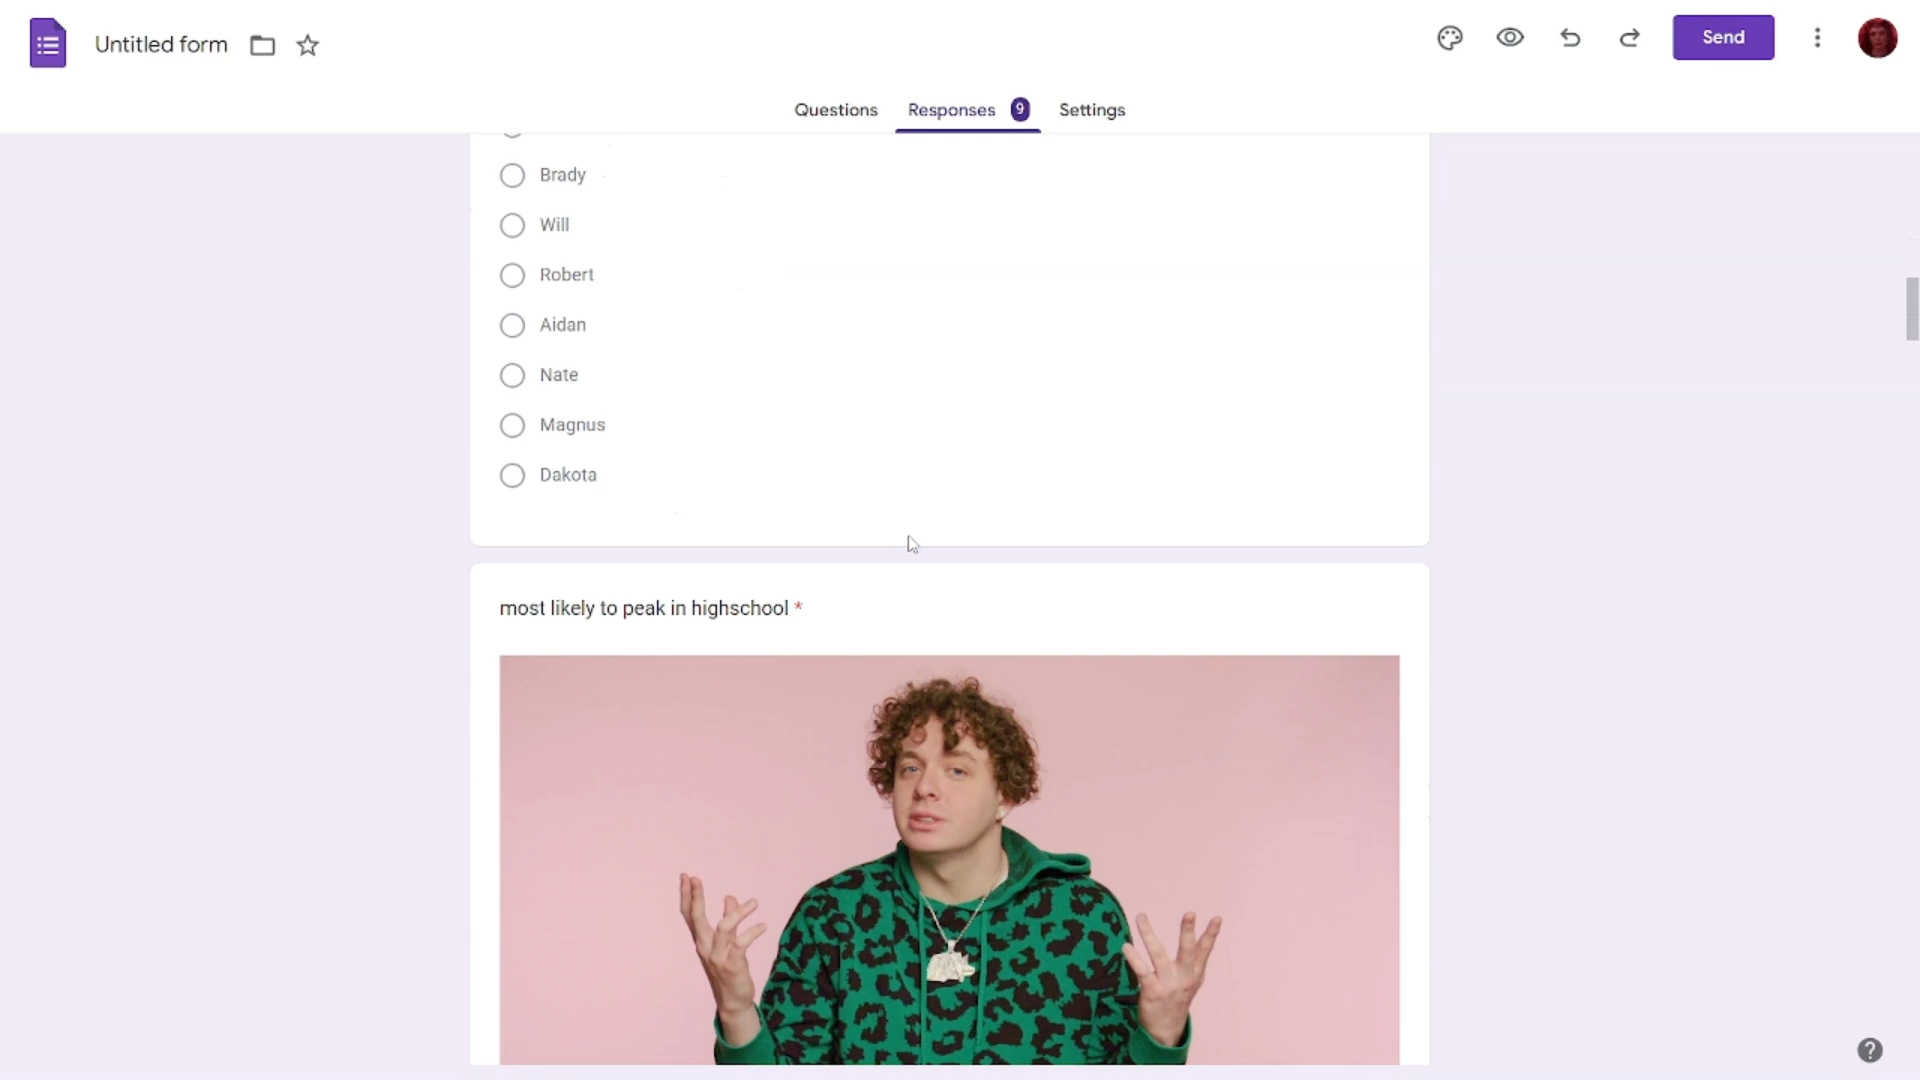 Untitled form
Send
Questions
Responses 9
Settings
Brady
Will
Robert
Aidan
Nate
Magnus
Dakota
most likely to peak in highschool *